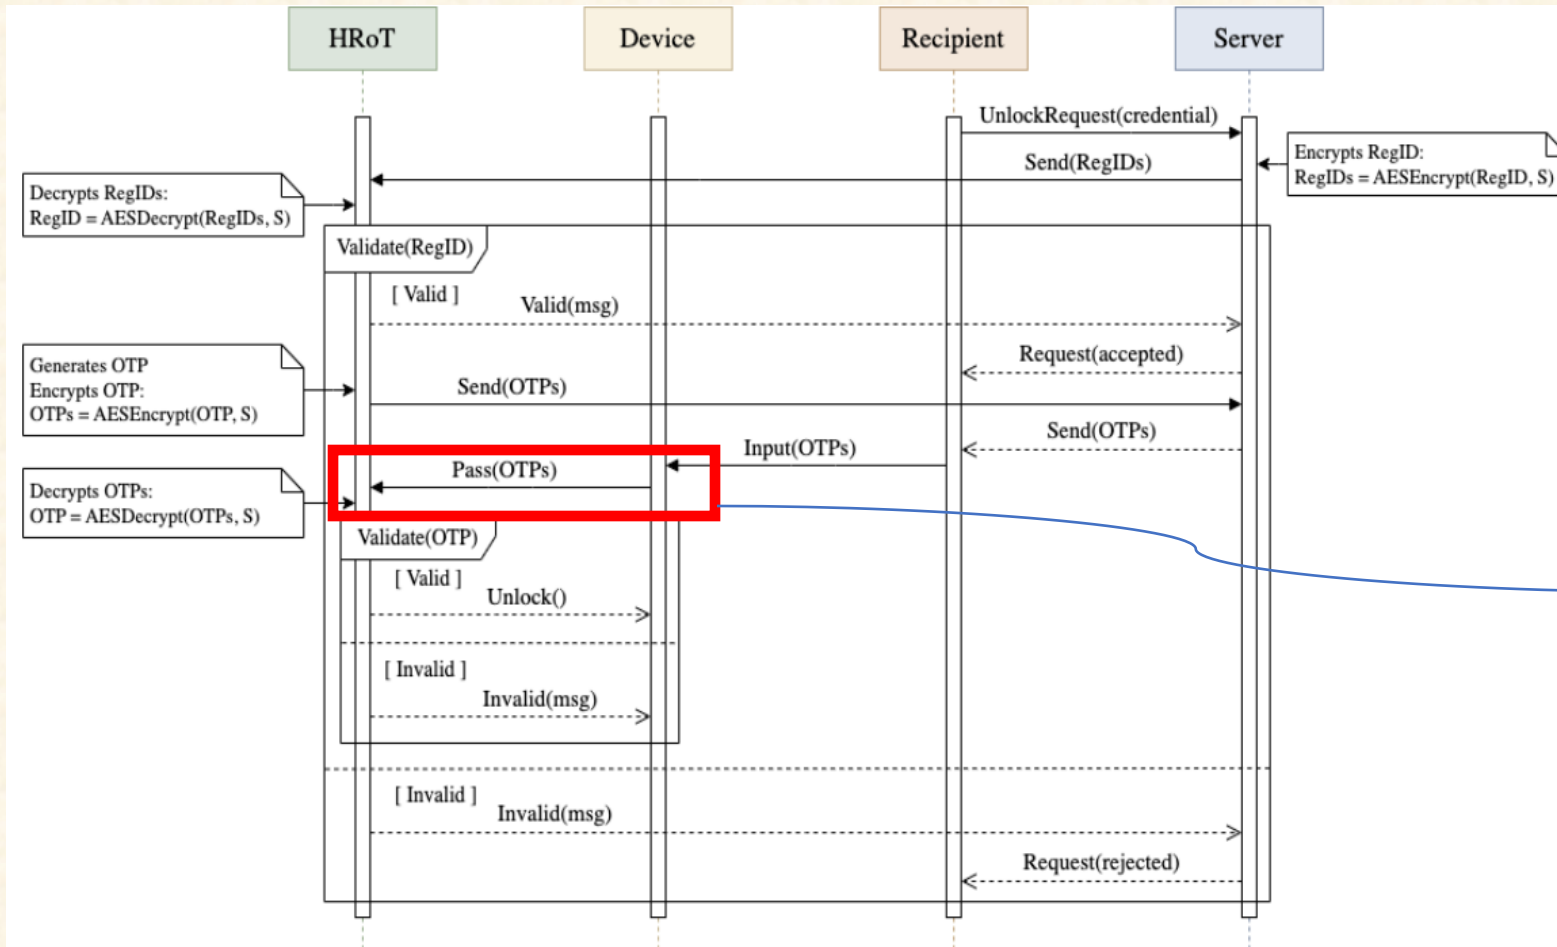 HRoT
Device
Recipient
Server
UnlockRequest(credential)
Send(RegIDs)
Encrypts RegID:
RegIDs = AESEncrypt(RegID, S)
Decrypts RegIDs:
RegID = AESDecrypt(RegIDs, S)
Validate(RegID)
[ Valid ]
Valid(msg)
Request(accepted)
Generates OTP
Encrypts OTP:
OTPs = AESEncrypt(OTP, S)
Send(OTPs)
Send(OTPs)
Input(OTPs)
Pass(OTPs)
Decrypts OTPs:
OTP = AESDecrypt(OTPs, S)
Validate(OTP)
[ Valid ]
Unlock()
[ Invalid ]
Invalid(msg)
[ Invalid ]
Invalid(msg)
Request(rejected)